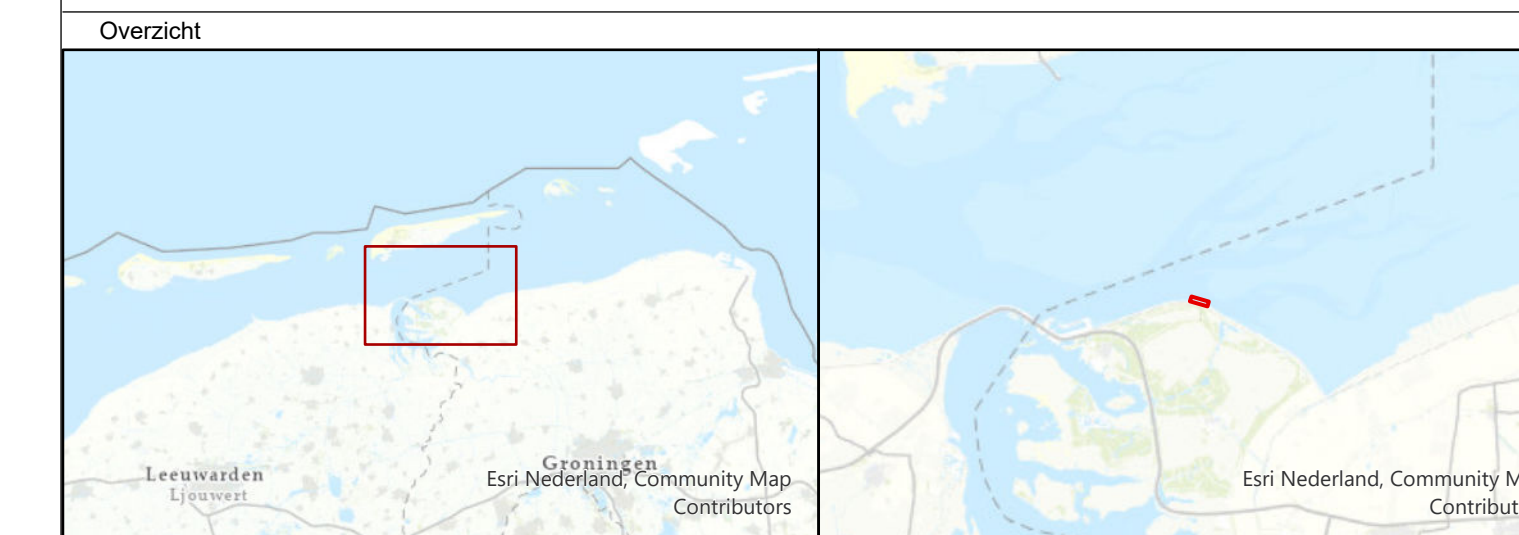 Overzicht
Leeuwarden
Ljouwert
Groningen
Esri Nederland, Community Map
Contributors
Esri Nederland, Community M
Contribut